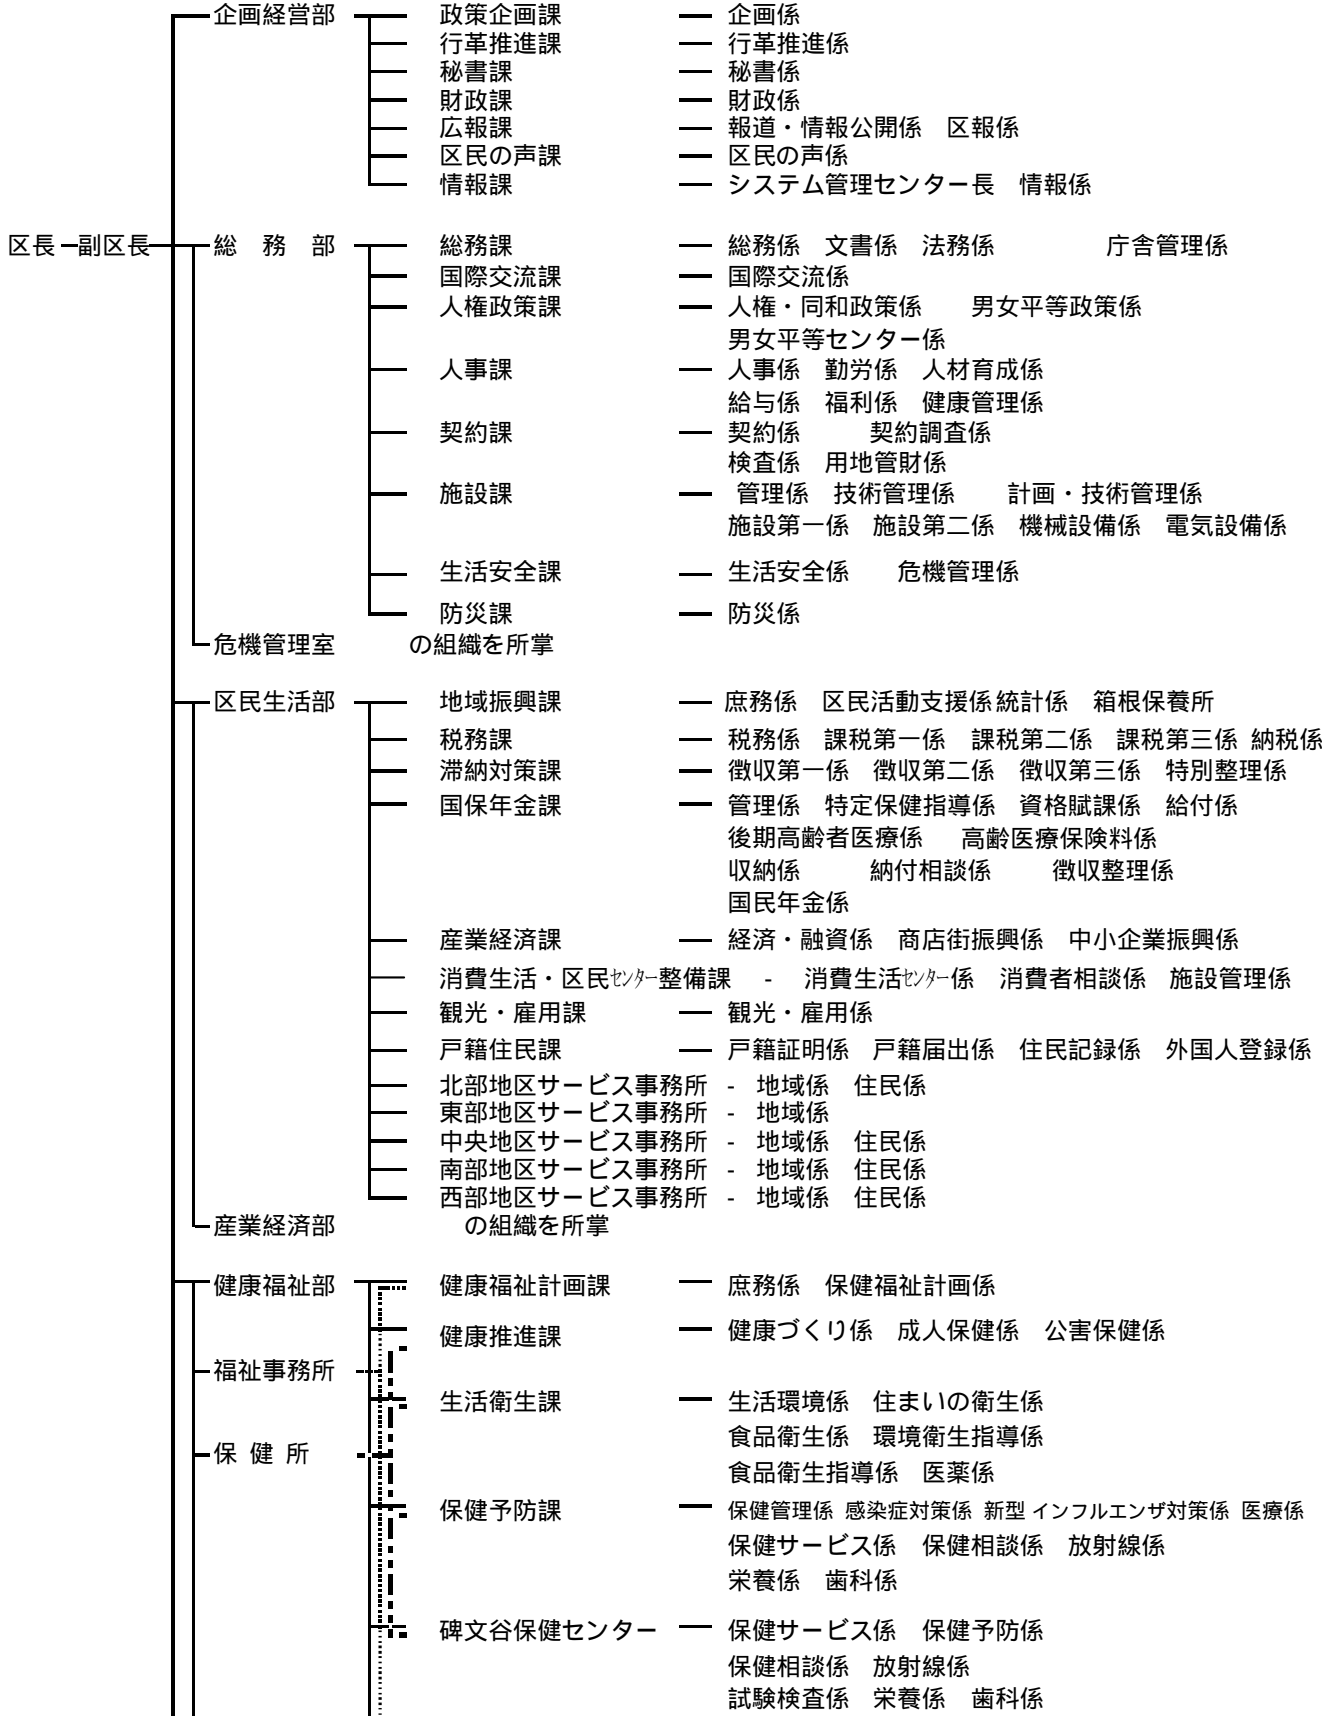 企画経営部 政策企画課 企画係
行革推進課 行革推進係
秘書課 秘書係
財政課 財政係
広報課 報道・情報公開係 区報係
区民の声課 区民の声係
情報課 システム管理センター長 情報係
区長 副区長 総務部 総務課 総務係 文書係 法務係 庁舎管理係
国際交流課 国際交流係
人権政策課 人権・同和政策係 男女平等政策係
男女平等センター係
人事課 人事係 勤労係 人材育成係
給与係 福利係 健康管理係
契約課 契約係 契約調査係
検査係 用地管財係
施設課 管理係 技術管理係 計画・技術管理係
施設第一係 施設第二係 機械設備係 電気設備係
生活安全課 生活安全係 危機管理係
防災課 防災係
危機管理室 の組織を所掌
区民生活部 地域振興課 庶務係 区民活動支援係 統計係 箱根保養所
税務課 税務係 課税第一係 課税第二係 課税第三係 納税係
滞納対策課 徴収第一係 徴収第二係 徴収第三係 特別整理係
国保年金課 管理係 特定保健指導係 資格賦課係 給付係
後期高齢者医療係 高齢医療保険料係
収納係 納付相談係 徴収整理係
国民年金係
産業経済課 経済・融資係 商店街振興係 中小企業振興係
消費生活・区民ｾﾝﾀｰ整備課 - 消費生活ｾﾝﾀｰ係 消費者相談係 施設管理係
観光・雇用課 観光・雇用係
戸籍住民課 戸籍証明係 戸籍届出係 住民記録係 外国人登録係
北部地区サービス事務所 - 地域係 住民係
東部地区サービス事務所 - 地域係
中央地区サービス事務所 - 地域係 住民係
南部地区サービス事務所 - 地域係 住民係
西部地区サービス事務所 - 地域係 住民係
産業経済部 の組織を所掌
健康福祉部 健康福祉計画課 庶務係 保健福祉計画係
健康推進課 健康づくり係 成人保健係 公害保健係
福祉事務所
生活衛生課 生活環境係 住まいの衛生係
食品衛生係 環境衛生指導係
保健所
食品衛生指導係 医薬係
保健予防課 保健管理係 感染症対策係 新型インフルエンザ対策係 医療係
保健サービス係 保健相談係 放射線係
栄養係 歯科係
碑文谷保健センター 保健サービス係 保健予防係
保健相談係 放射線係
試験検査係 栄養係 歯科係